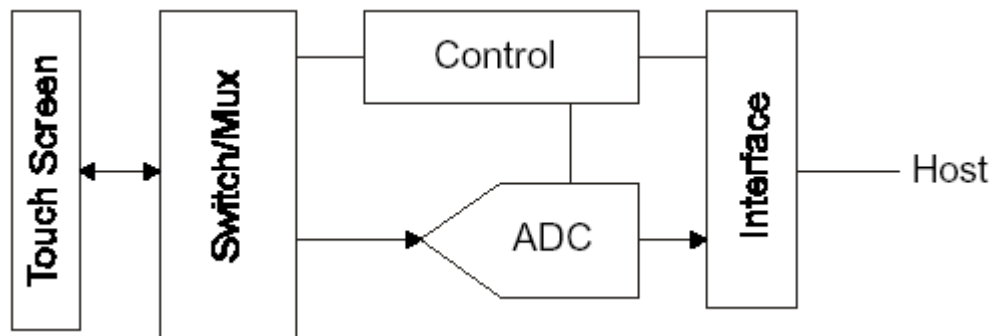 Touch Screen
Switch/Mux
Control
ADC
Interface
Host